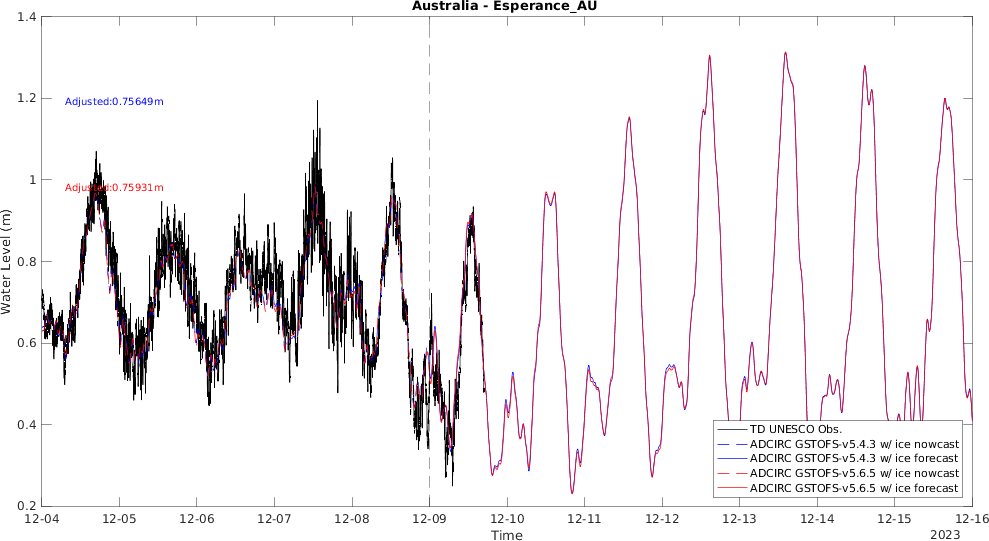 Australia - Esperance_AU
1.4
1.2
1
0.8
0.6
0.4
0.2
Water Level (m)
Adjusted:0.75649m
Adjusted:0.75931m
TD UNESCO Obs.
ADCIRC GSTOFS-v5.4.3 w/ ice nowcast
ADCIRC GSTOFS-v5.4.3 w/ ice forecast
ADCIRC GSTOFS-v5.6.5 w/ ice nowcast
ADCIRC GSTOFS-v5.6.5 w/ ice forecast
12-04 12-05 12-06 12-07 12-08 12-09 12-10 12-11 12-12 12-13 12-14 12-15 12-16
Time
2023